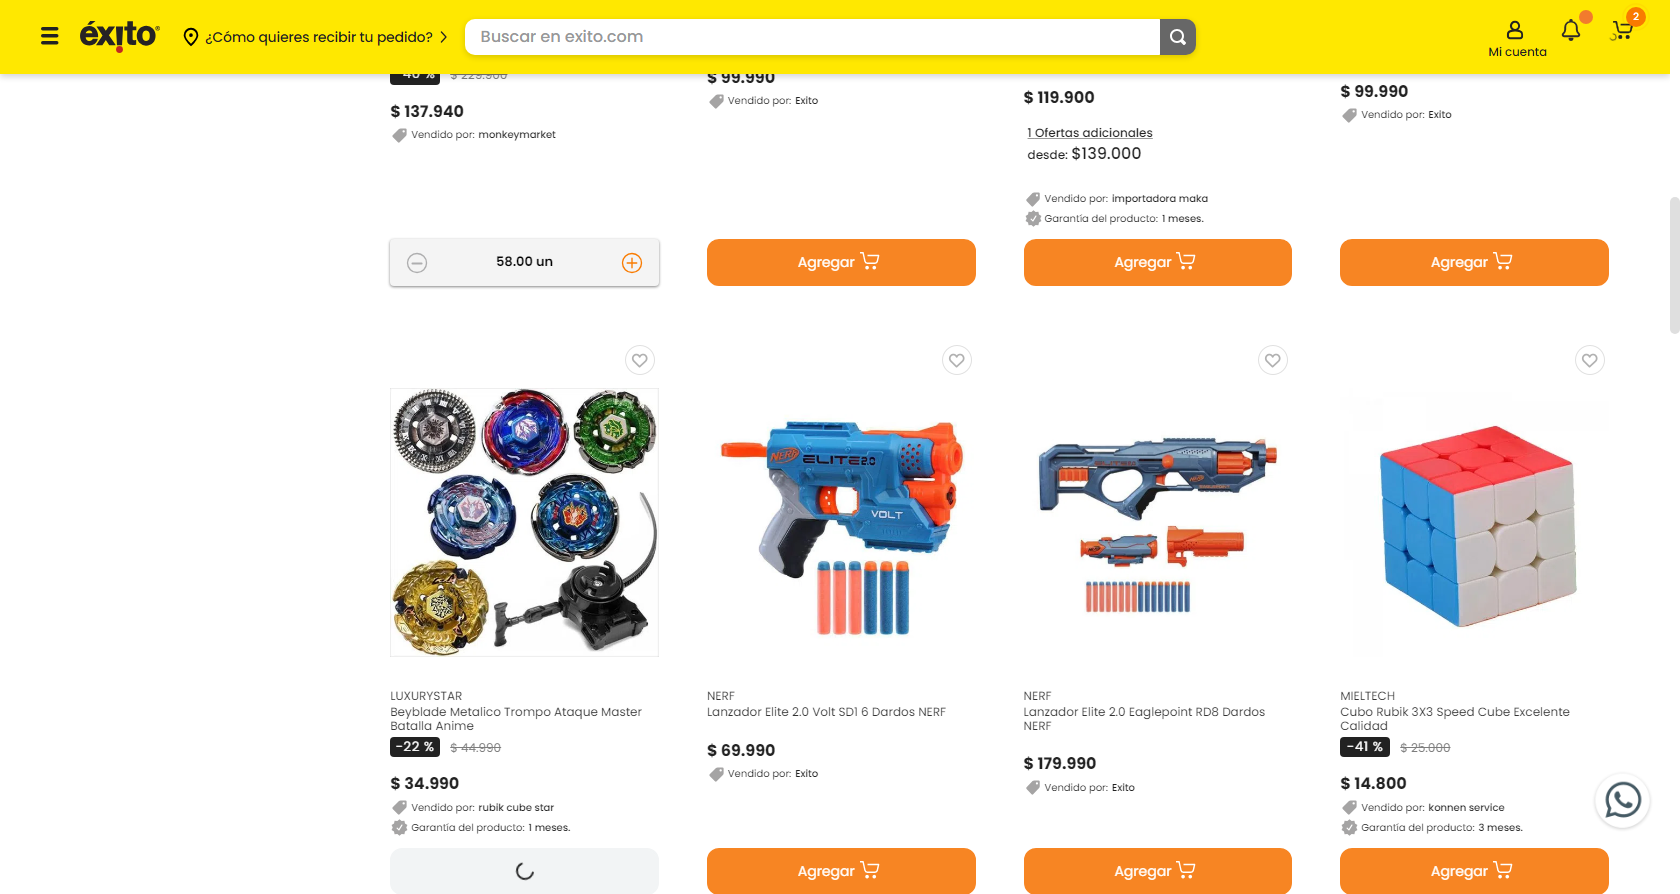 éxito
¿Cómo quieres recibir tu pedido?
Buscar en exito.com
Mi cuenta
2
-40 % $ 229.900
$ 137.940
Vendido por: monkeymarket
58.00 un
$ 99.990
Vendido por: Exito
Agregar
$ 119.900
1 Ofertas adicionales
desde: $139.000
Vendido por: importadora maka
Garantía del producto: 1 meses.
Agregar
$ 99.990
Vendido por: Exito
Agregar
LUXURYSTAR
Beyblade Metalico Trompo Ataque Master
Batalla Anime
-22 % $ 44.990
$ 34.990
Vendido por: rubik cube star
Garantía del producto: 1 meses.
NERF
ELITE 2.0
VOLT
NERF
Lanzador Elite 2.0 Volt SD1 6 Dardos NERF
$ 69.990
Vendido por: Exito
Agregar
NERF
Lanzador Elite 2.0 Eaglepoint RD8 Dardos
NERF
$ 179.990
Vendido por: Exito
Agregar
MIELTECH
Cubo Rubik 3X3 Speed Cube Excelente
Calidad
-41 % $ 25.000
$ 14.800
Vendido por: konnen service
Garantía del producto: 3 meses.
Agregar